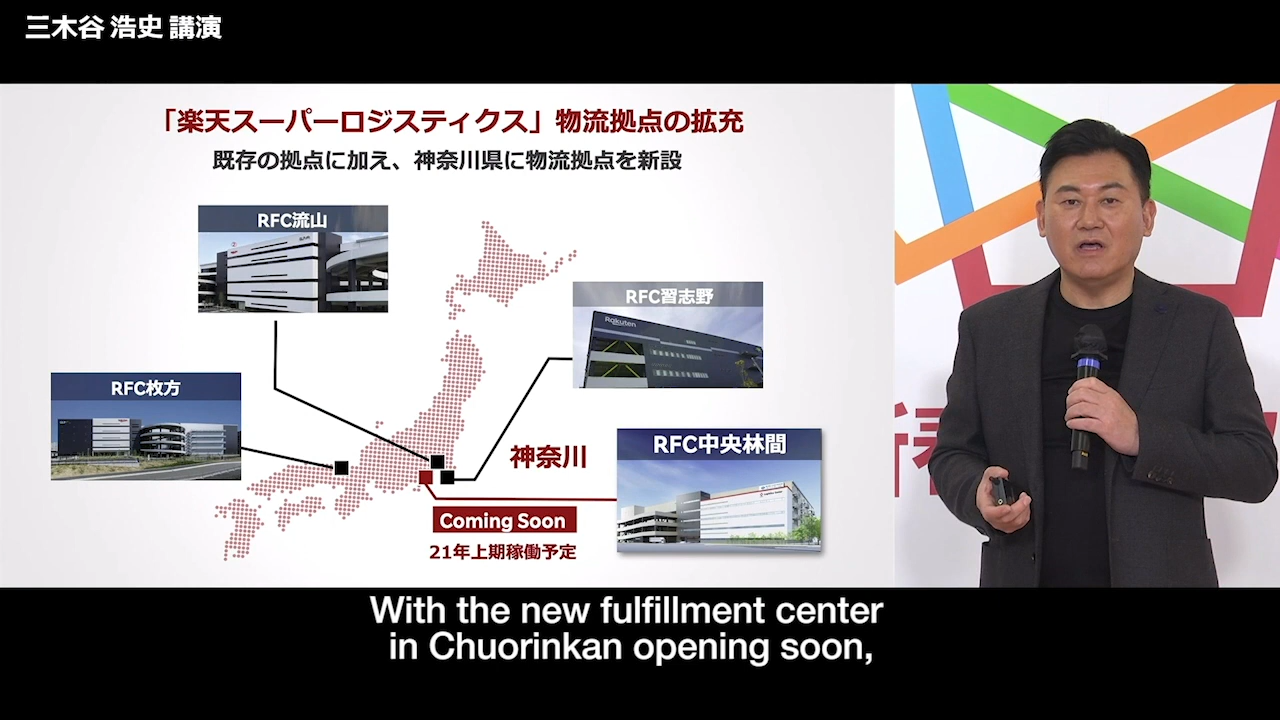 三木谷 浩史 講演
「楽天スーパーロジスティクス」物流拠点の拡充
既存の拠点に加え、神奈川県に物流拠点を新設
RFC流山
RFC習志野
Rakuten
RFC枚方
神奈川
RFC中央林間
Coming Soon
21年上期稼働予定
With the new fulfillment center
in Chuorinkan opening soon,